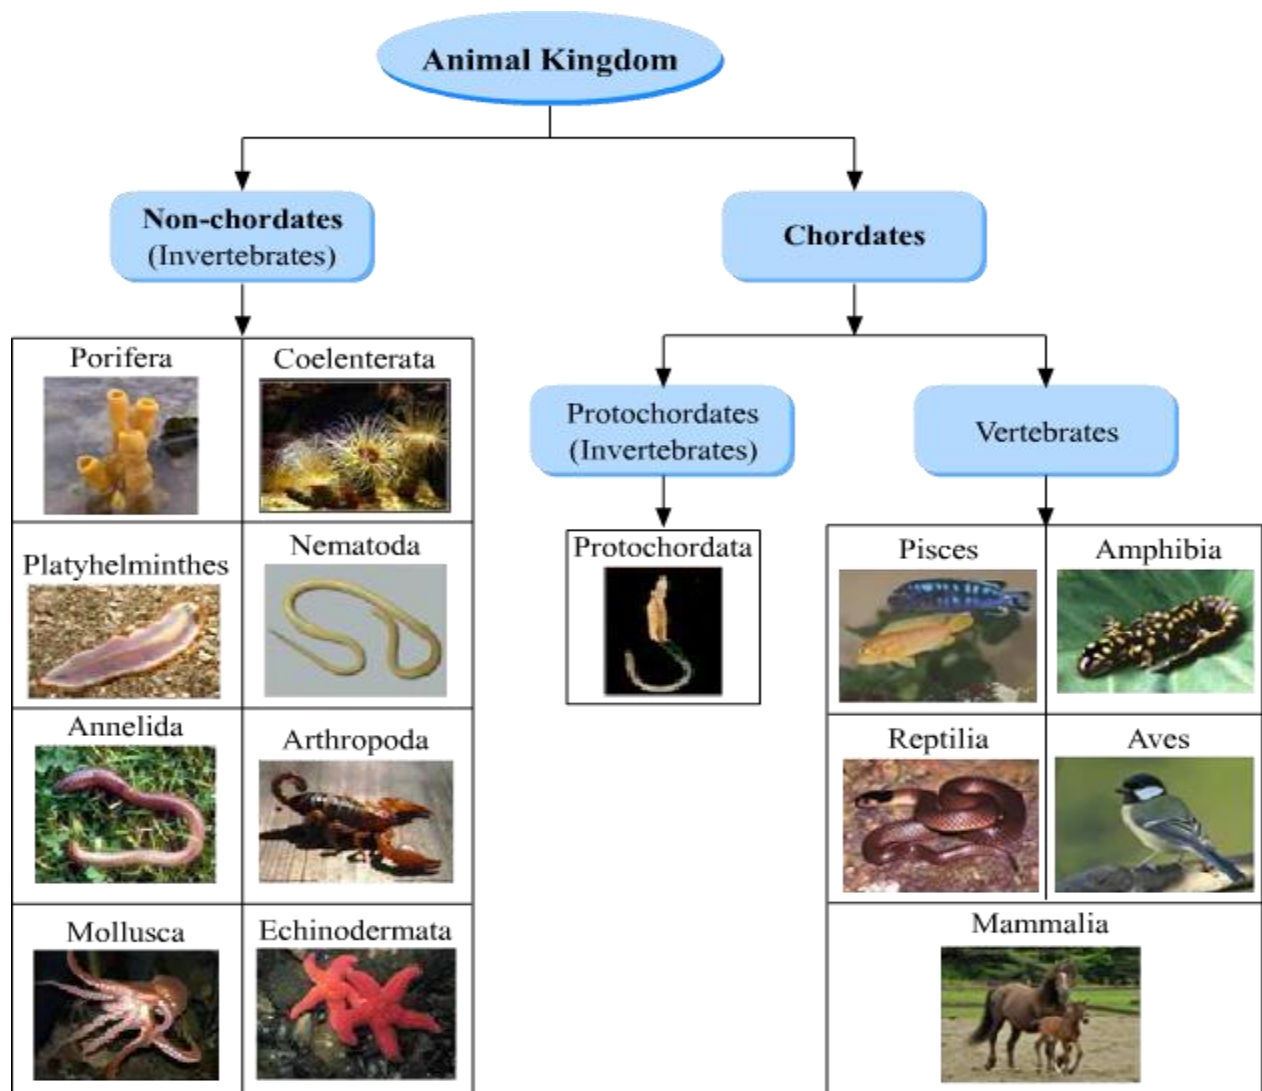 Animal Kingdom
Non-chordates
(Invertebrates)
Chordates
Porifera
Coelenterata
Platyhelminthes
Nematoda
Annelida
Arthropoda
Mollusca
Echinodermata
Protochordates
(Invertebrates)
Vertebrates
Protochordata
Pisces
Amphibia
Reptilia
Aves
Mammalia